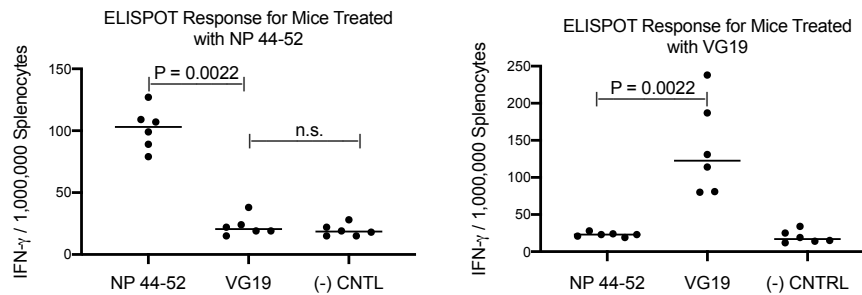 ELISPOT Response for Mice Treated
with NP 44-52
IFN-γ / 1,000,000 Splenocytes
150
100
50
0
P = 0.0022
n.s.
NP 44-52 VG19 (-) CNTL
ELISPOT Response for Mice Treated
with VG19
IFN-γ / 1,000,000 Splenocytes
250
200
150
100
50
0
P = 0.0022
NP 44-52 VG19 (-) CNTRL